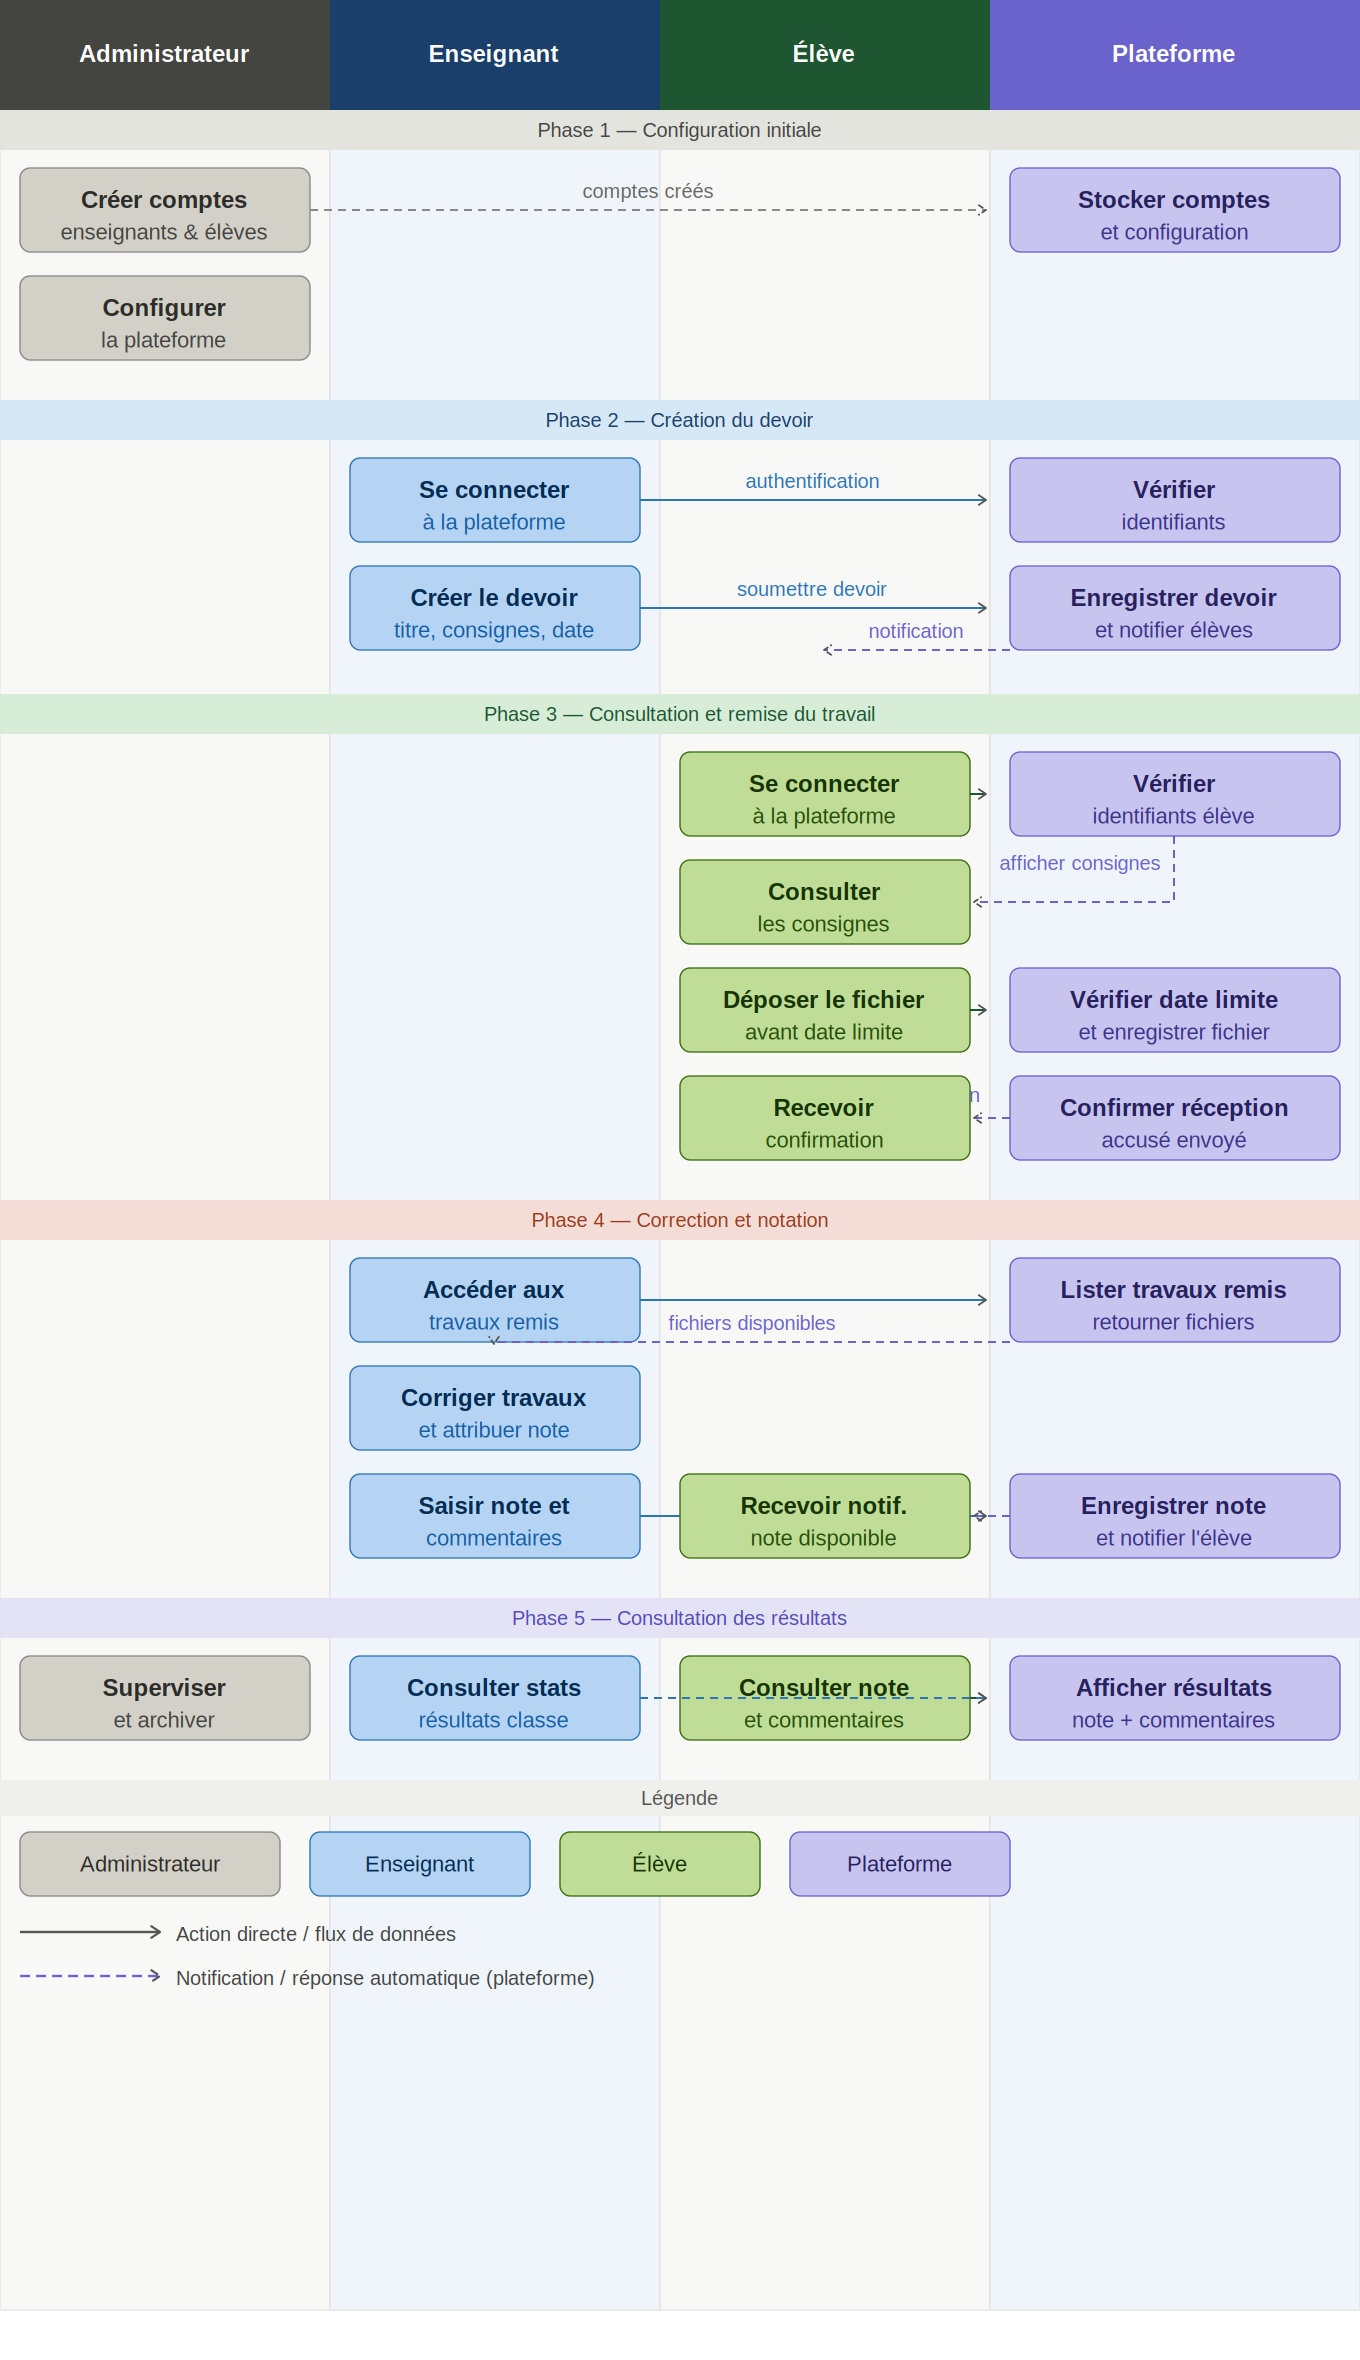 Administrateur
Enseignant
Élève
Plateforme
Phase 1 — Configuration initiale
Créer comptes
enseignants & élèves
comptes créés
Stocker comptes
et configuration
Configurer
la plateforme
Phase 2 — Création du devoir
Se connecter
à la plateforme
authentification
Vérifier
identifiants
Créer le devoir
titre, consignes, date
soumettre devoir
notification
Enregistrer devoir
et notifier élèves
Phase 3 — Consultation et remise du travail
Se connecter
à la plateforme
Vérifier
identifiants élève
afficher consignes
Consulter
les consignes
Déposer le fichier
avant date limite
Vérifier date limite
et enregistrer fichier
Recevoir
confirmation
n
Confirmer réception
accusé envoyé
Phase 4 — Correction et notation
Accéder aux
travaux remis
fichiers disponibles
Lister travaux remis
retourner fichiers
Corriger travaux
et attribuer note
Saisir note et
commentaires
Recevoir notif.
note disponible
Enregistrer note
et notifier l'élève
Phase 5 — Consultation des résultats
Superviser
et archiver
Consulter stats
résultats classe
Consulter note
et commentaires
Afficher résultats
note + commentaires
Légende
Administrateur
Enseignant
Élève
Plateforme
Action directe / flux de données
Notification / réponse automatique (plateforme)